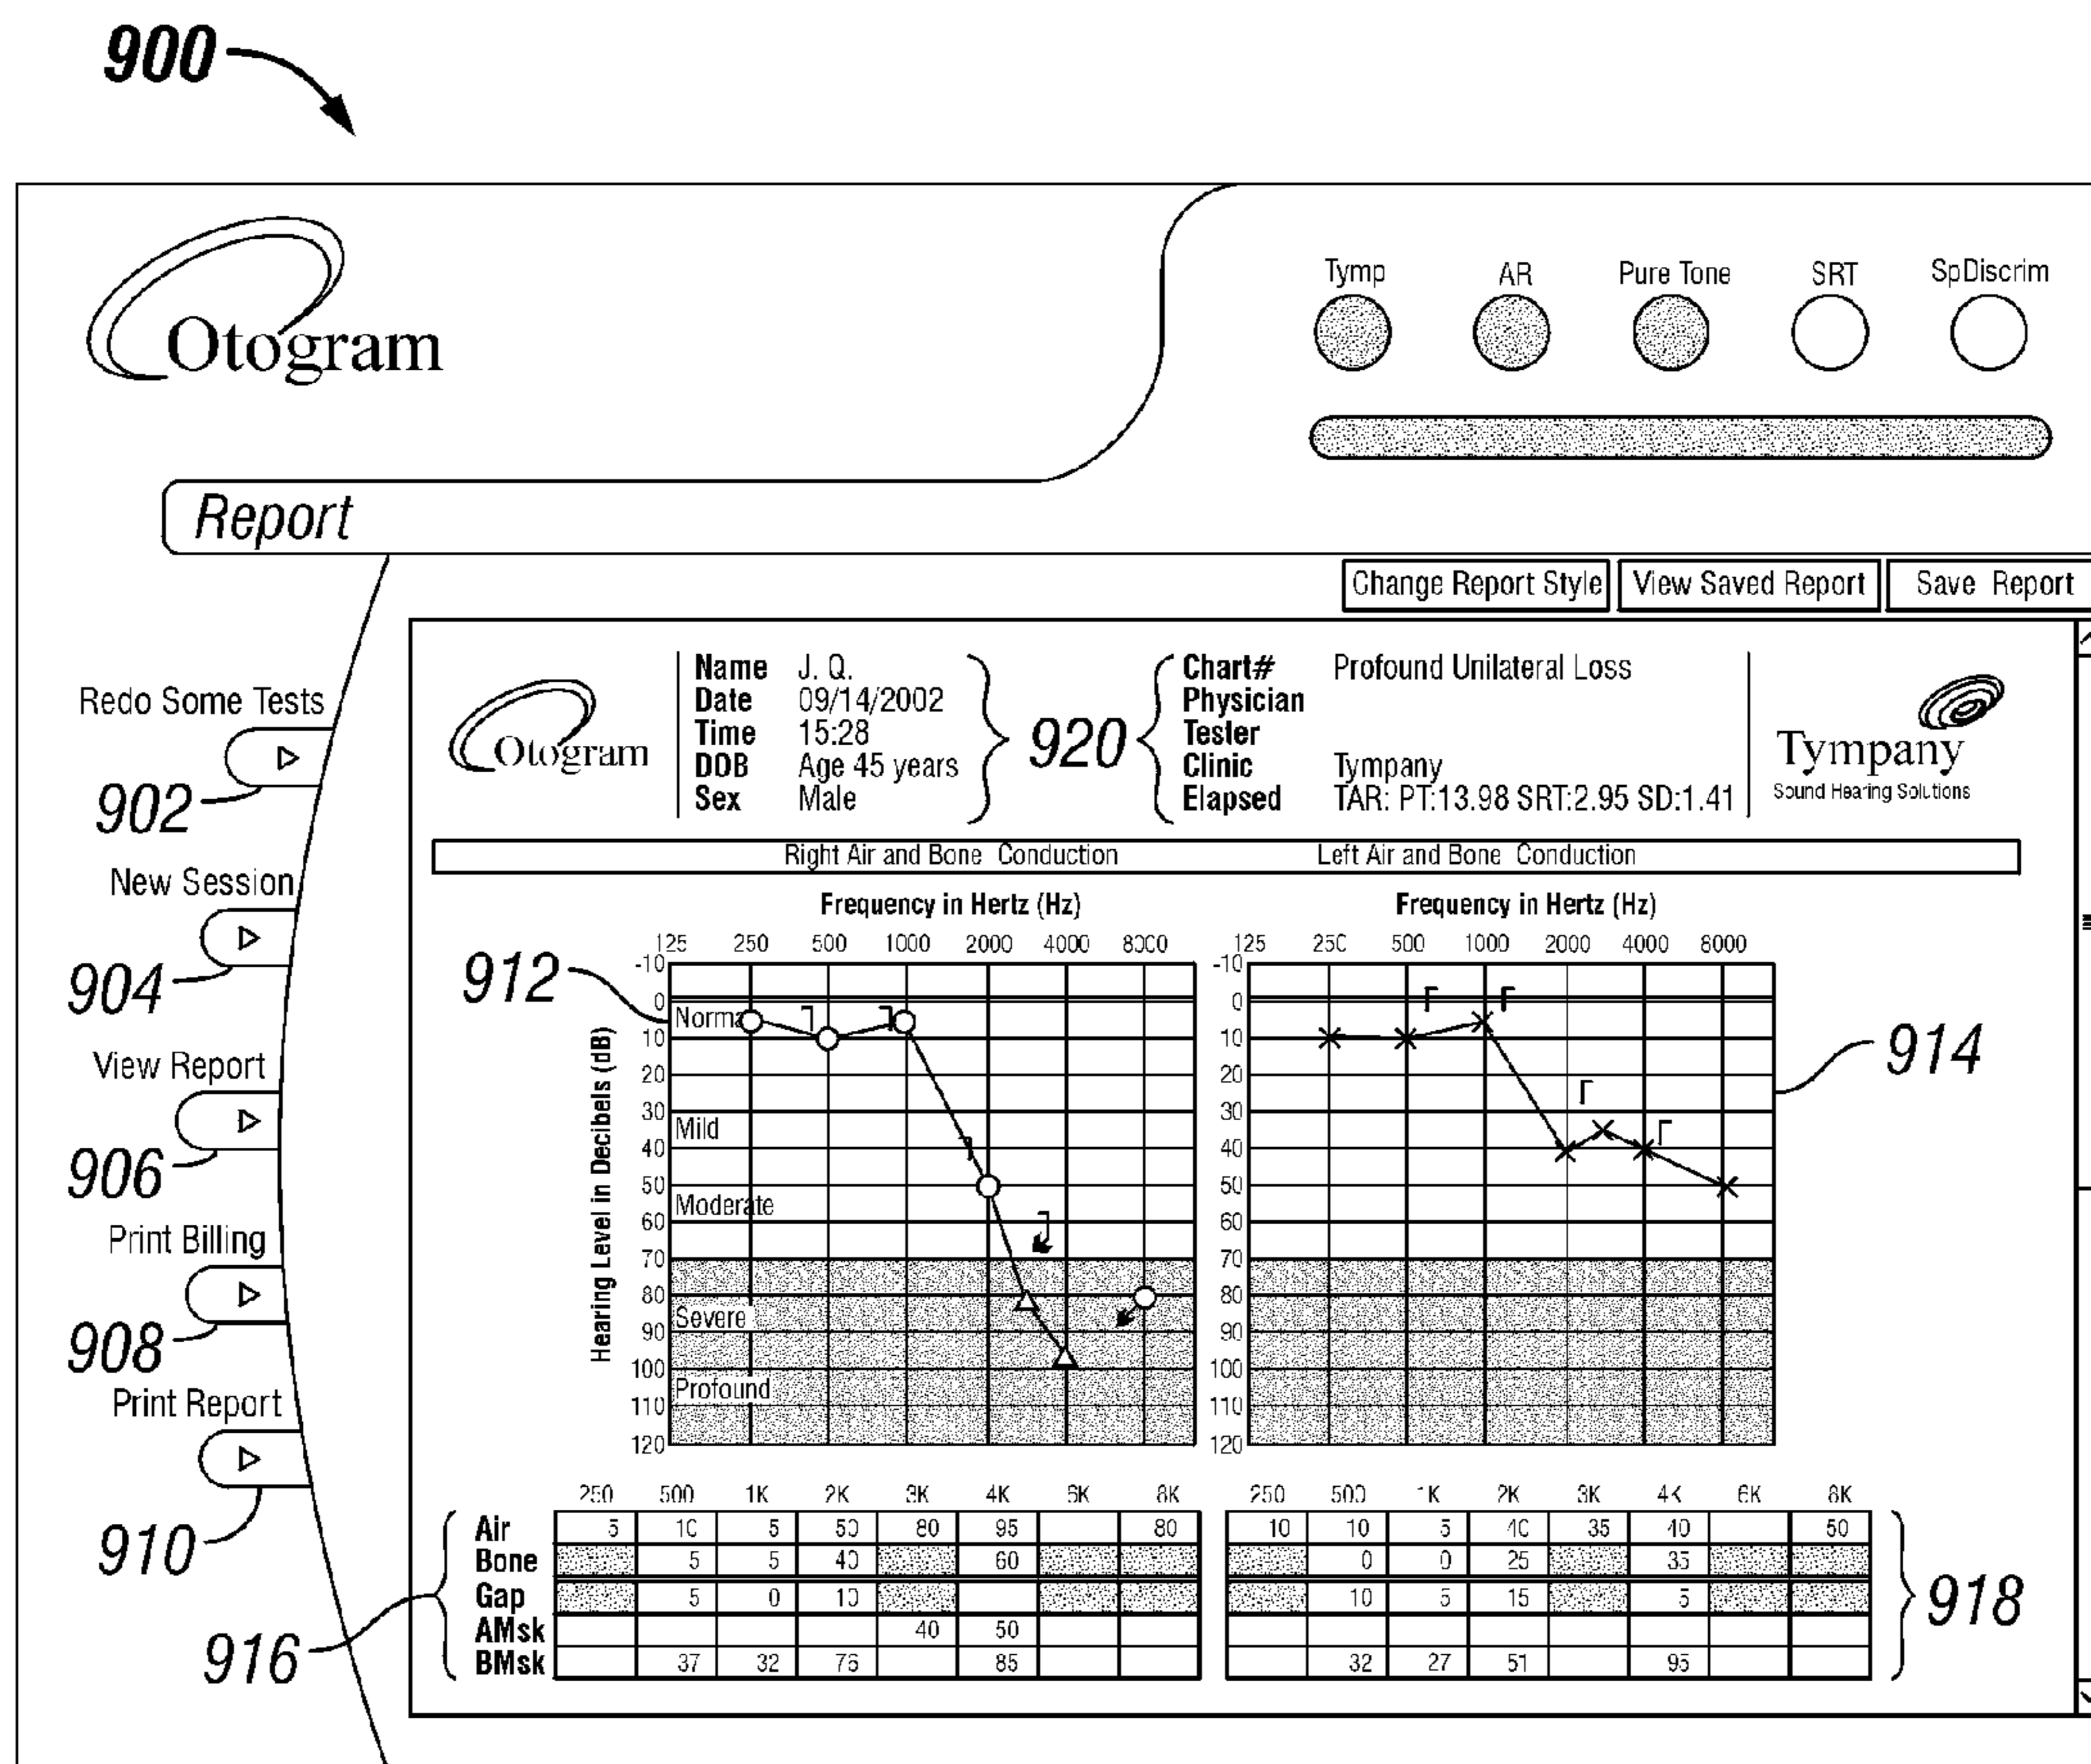 900
Otogram
Tymp AR Pure Tone SRT SpDiscrim
Report
Change Report Style View Saved Report Save Report
Redo Some Tests
902
New Session
904
View Report
906
Print Billing
908
Print Report
910
Otogram
Name J. Q.
Date 09/14/2002
Time 15:28
DOB Age 45 years
Sex Male
920
Chart# Profound Unilateral Loss
Physician
Tester
Clinic Tympany
Elapsed TAR: PT:13.98 SRT:2.95 SD:1.41
Tympany
Sound Hearing Solutions
Right Air and Bone Conduction Left Air and Bone Conduction
Frequency in Hertz (Hz) Frequency in Hertz (Hz)
125 250 500 1000 2000 4000 8000 125 250 500 1000 2000 4000 8000
912
914
Hearing Level in Decibels (dB)
-10 -10
0 0
Norma
10 10
20 20
30 30
Mild
40 40
50 50
Moderate
60 60
70 70
80 80
Severe
90 90
100 100
Profound
110 110
120 120
250 500 1K 2K 3K 4K 6K 8K 250 500 1K 2K 3K 4K 6K 8K
Air 5 10 5 50 80 95 80 10 10 5 40 35 40 50
Bone 5 5 40 60 0 0 25 35
Gap 5 0 10 10 5 15 5
AMsk 40 50
BMsk 37 32 76 85 32 27 51 95
916
918